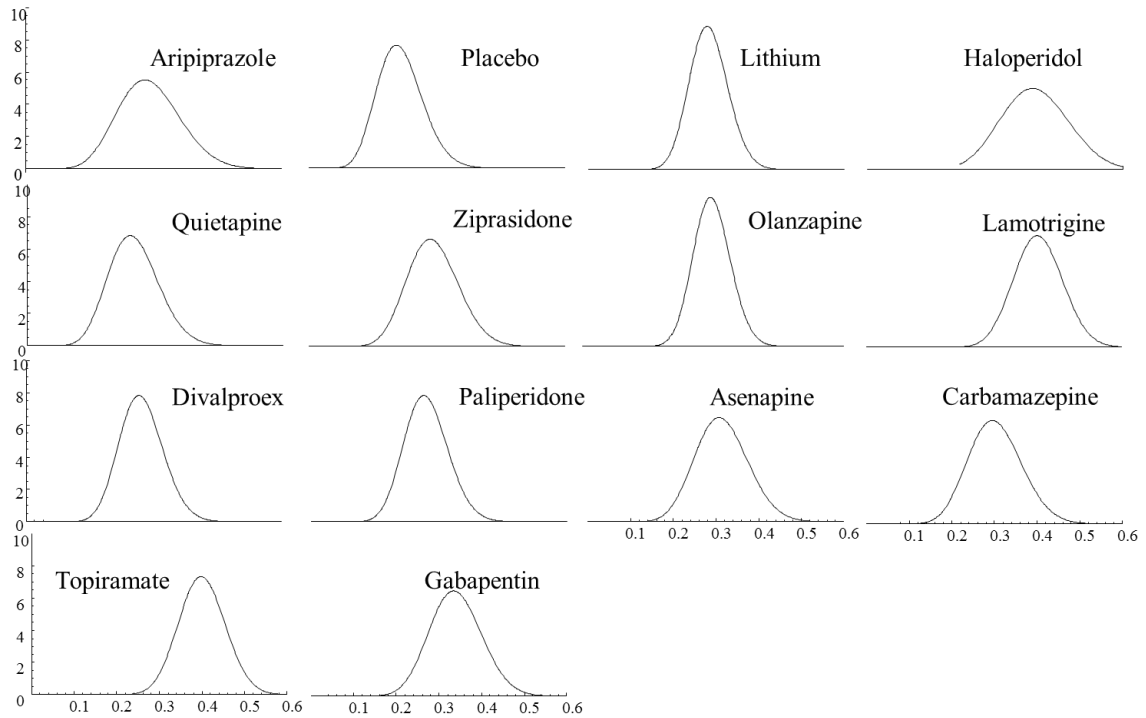 10
8
6
4
2
0
Aripiprazole
Placebo
Lithium
Haloperidol
10
8
6
4
2
0
Quietapine
Ziprasidone
Olanzapine
Lamotrigine
10
8
6
4
2
0
Divalproex
Paliperidone
Asenapine
Carbamazepine
0.1 0.2 0.3 0.4 0.5 0.6
0.1 0.2 0.3 0.4 0.5 0.6
10
8
6
4
2
0
Topiramate
Gabapentin
0.1 0.2 0.3 0.4 0.5 0.6
0.1 0.2 0.3 0.4 0.5 0.6